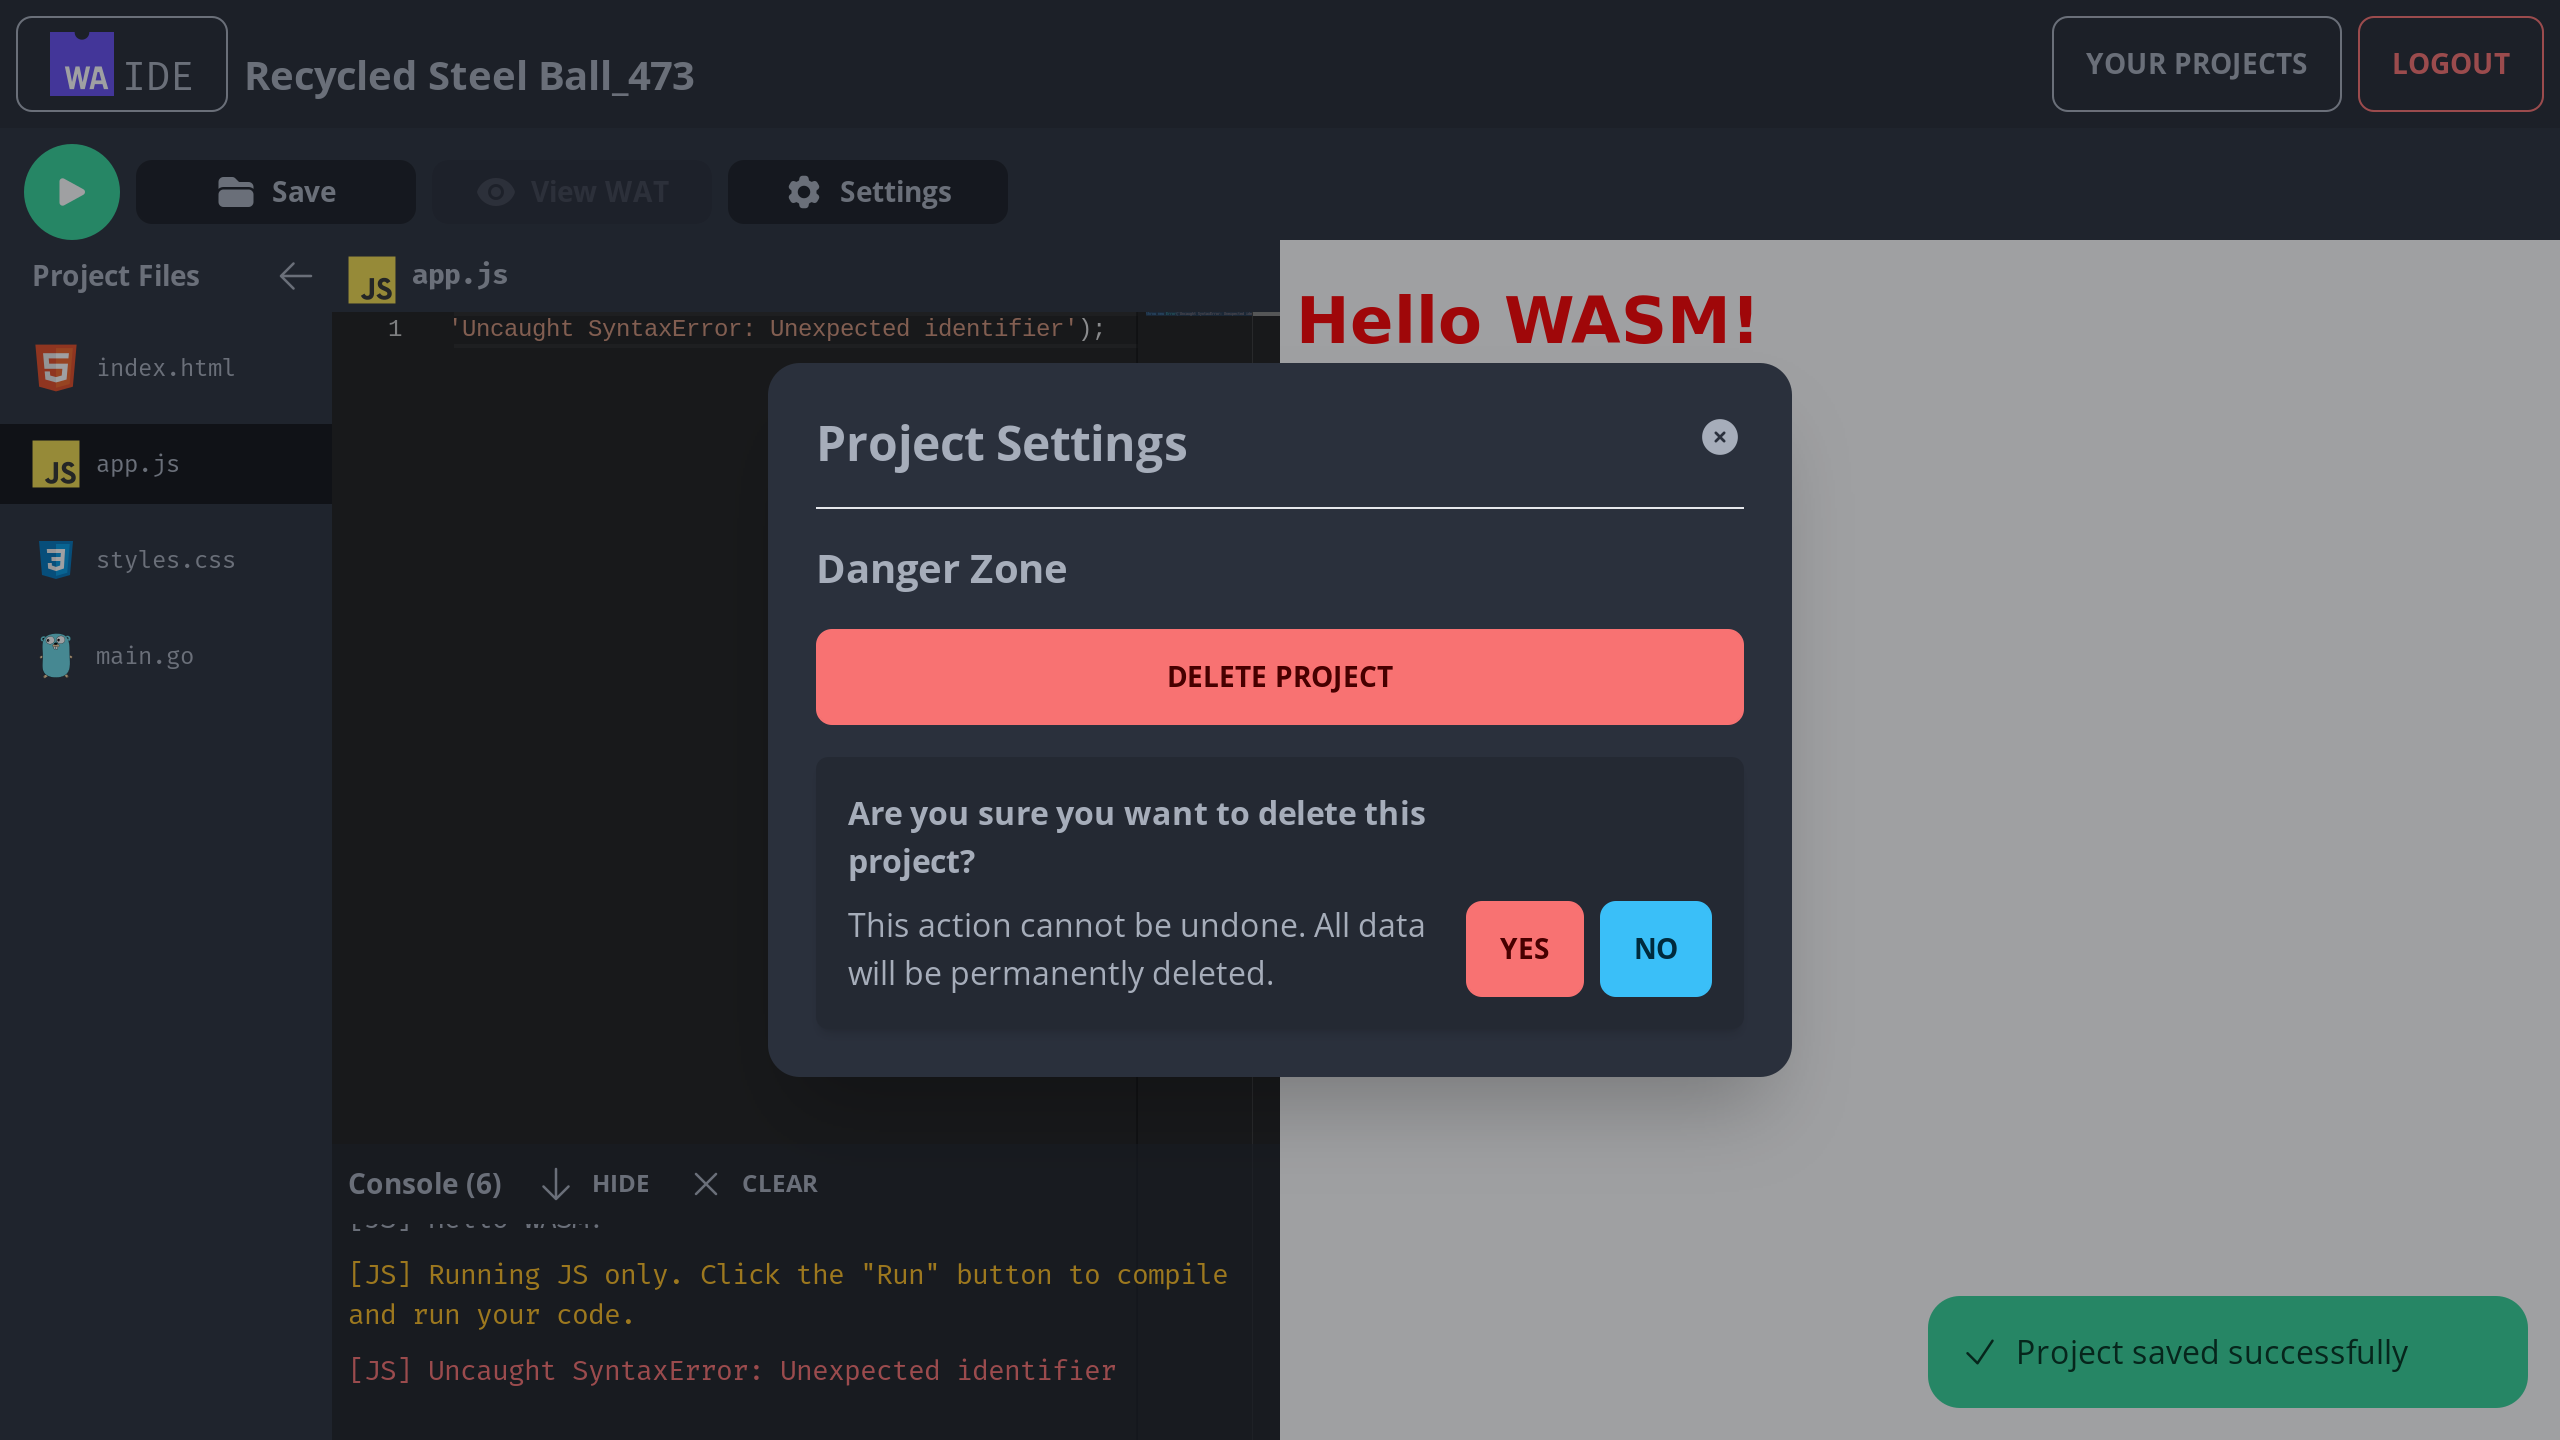 WA IDE
Recycled Steel Ball_473
YOUR PROJECTS
LOGOUT
Save
View WAT
Settings
Project Files
index.html
JS app.js
styles.css
main.go
JS app.js
1 'Uncaught SyntaxError: Unexpected identifier');
Hello WASM!
Project Settings
Danger Zone
DELETE PROJECT
Are you sure you want to delete this
project?
This action cannot be undone. All data
will be permanently deleted.
YES
NO
Console (6)
HIDE
CLEAR
[JS] Running JS only. Click the "Run" button to compile
and run your code.
[JS] Uncaught SyntaxError: Unexpected identifier
Project saved successfully